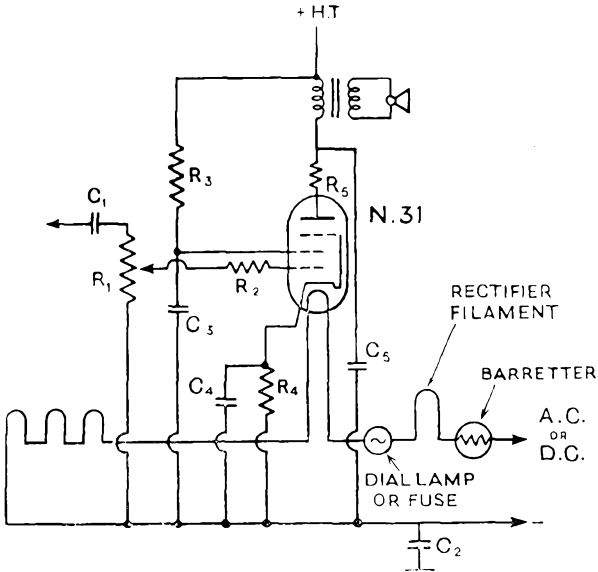 + H.T
R3
R5
N.31
C1
R1
R2
C3
RECTIFIER
FILAMENT
C5
C4
R4
BARRETTER
A.C.
OR
D.C.
DIAL LAMP
OR FUSE
–
C2